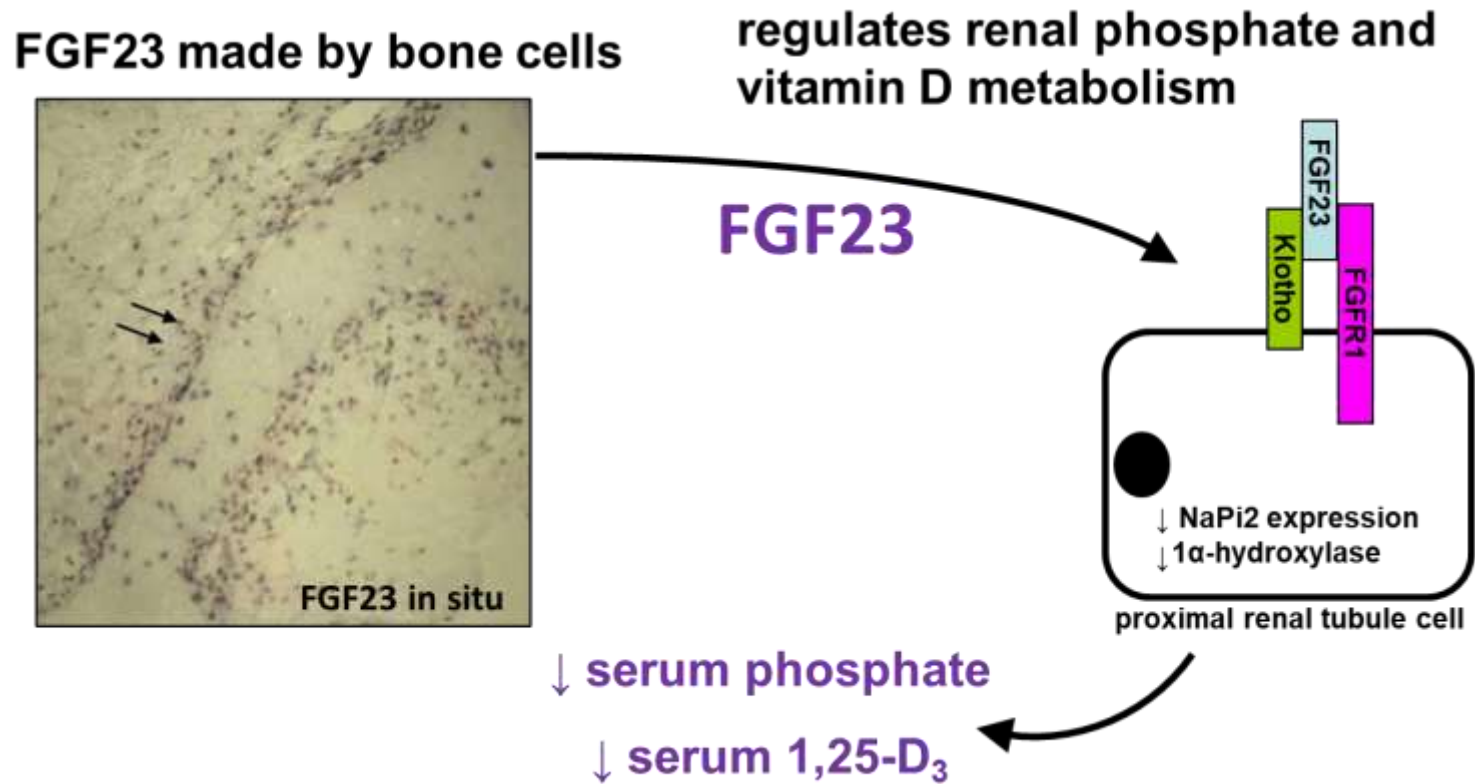 FGF23 made by bone cells
regulates renal phosphate and
vitamin D metabolism
FGF23
FGF23 in situ
FGF23
Klotho
FGFR1
↓ NaPi2 expression
↓1α-hydroxylase
proximal renal tubule cell
↓ serum phosphate
↓ serum 1,25-D₃